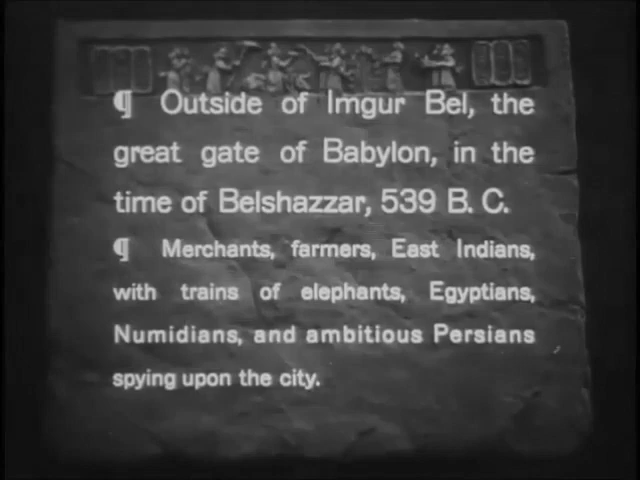 ¶ Outside of Imgur Bel, the
great gate of Babylon, in the
time of Belshazzar, 539 B. C.
¶ Merchants, farmers, East Indians,
with trains of elephants, Egyptians,
Numidians, and ambitious Persians
spying upon the city.